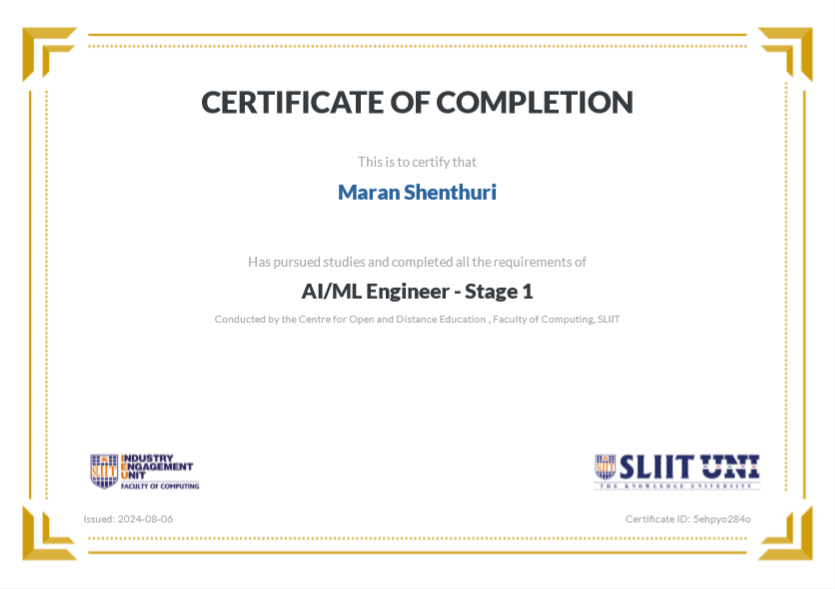 CERTIFICATE OF COMPLETION
This is to certify that
Maran Shenthuri
Has pursued studies and completed all the requirements of
AI/ML Engineer - Stage 1
Conducted by the Centre for Open and Distance Education , Faculty of Computing, SLIIT
SLIIT
INDUSTRY
ENGAGEMENT
UNIT
FACULTY OF COMPUTING
SLIIT UNI
THE KNOWLEDGE UNIVERSITY
Issued: 2024-08-06
Certificate ID: 5ehpyo284o